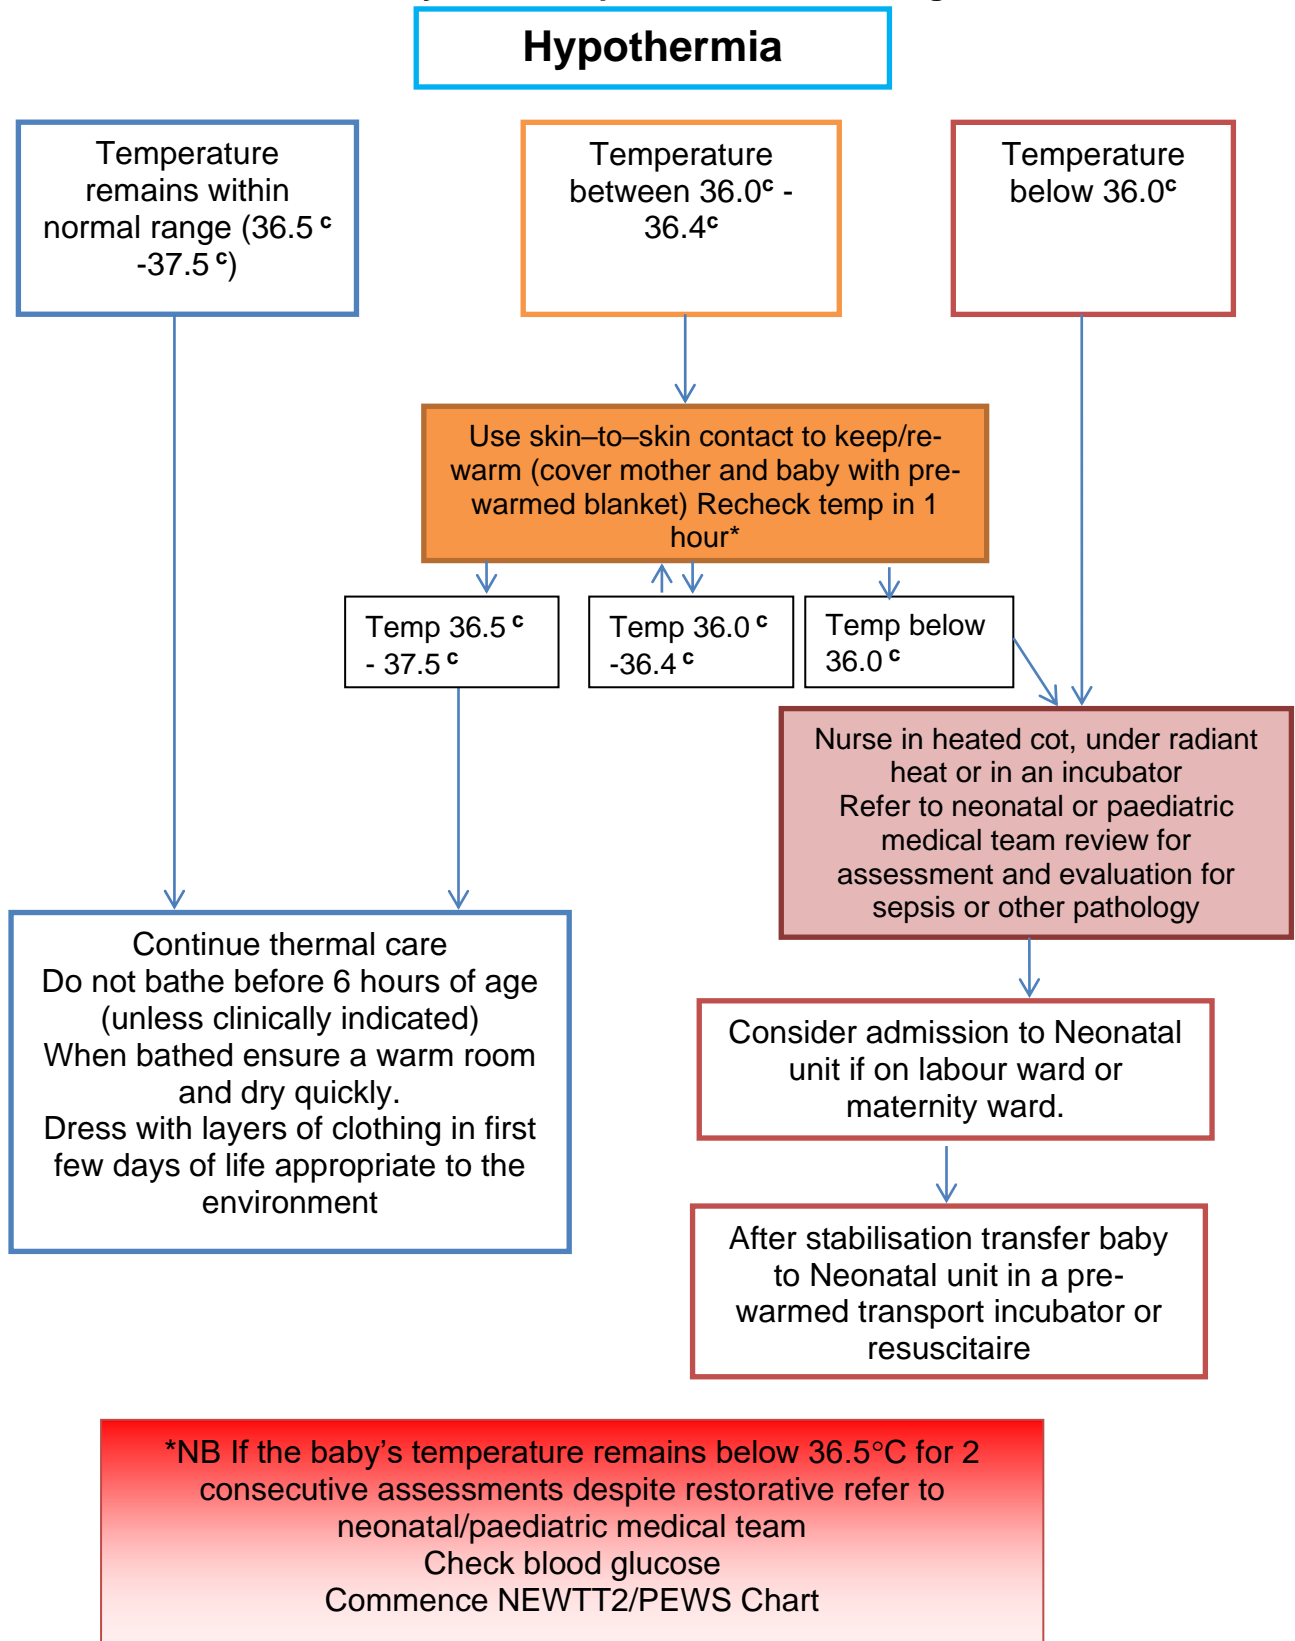 Hypothermia
Temperature
remains within
normal range (36.5 c
-37.5 c)
Temperature
between 36.0c -
36.4c
Temperature
below 36.0c
Use skin–to–skin contact to keep/re-
warm (cover mother and baby with pre-
warmed blanket) Recheck temp in 1
hour*
Temp 36.5 c
- 37.5 c
Temp 36.0 c
-36.4 c
Temp below
36.0 c
Nurse in heated cot, under radiant
heat or in an incubator
Refer to neonatal or paediatric
medical team review for
assessment and evaluation for
sepsis or other pathology
Continue thermal care
Do not bathe before 6 hours of age
(unless clinically indicated)
When bathed ensure a warm room
and dry quickly.
Dress with layers of clothing in first
few days of life appropriate to the
environment
Consider admission to Neonatal
unit if on labour ward or
maternity ward.
After stabilisation transfer baby
to Neonatal unit in a pre-
warmed transport incubator or
resuscitaire
*NB If the baby’s temperature remains below 36.5°C for 2
consecutive assessments despite restorative refer to
neonatal/paediatric medical team
Check blood glucose
Commence NEWTT2/PEWS Chart